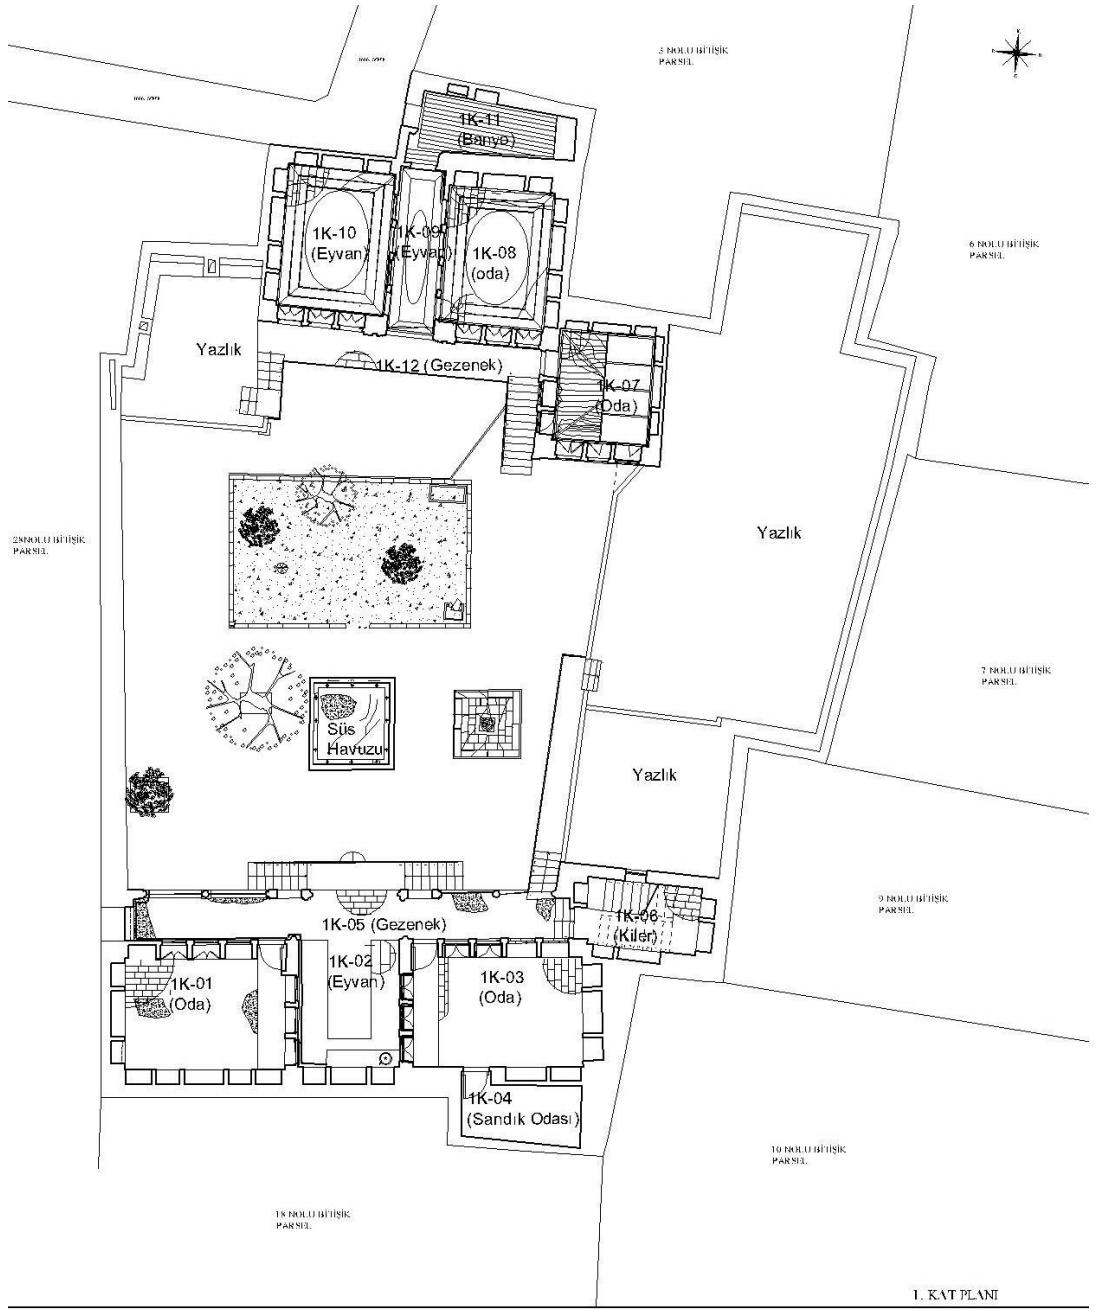 3 NOLU BİTİŞİK
PARSEL
1K-11
(Banyo)
1K-10
(Eyvan)
1K-09
(Eyvan)
1K-08
(oda)
6 NOLU BİTİŞİK
PARSEL
Yazlık
1K-12 (Gezenek)
1K-07
(Oda)
28NOLU BİTİŞİK
PARSEL
Yazlık
7 NOLU BİTİŞİK
PARSEL
Süs
Havuzu
Yazlık
9 NOLU BİTİŞİK
PARSEL
1K-05 (Gezenek)
1K-06
(Kiler)
1K-01
(Oda)
1K-02
(Eyvan)
1K-03
(Oda)
1K-04
(Sandık Odası)
10 NOLU BİTİŞİK
PARSEL
18 NOLU BİTİŞİK
PARSEL
1. KAT PLANI